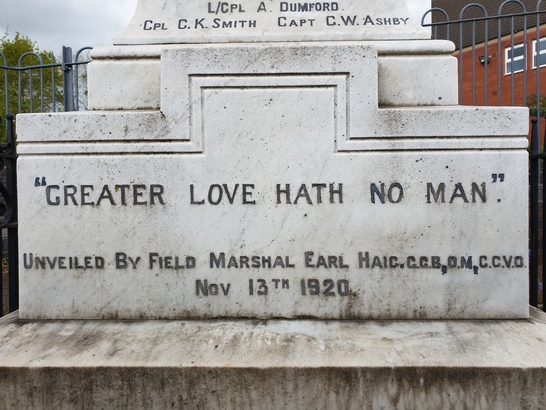 L/Cpl A. Dumford.
Cpl C.K. Smith Capt C.W. Ashby
"Greater Love Hath No Man".
Unveiled By Field Marshal Earl Haig. G.C.B, O.M, G.C.V.O.
Nov 13th 1920.